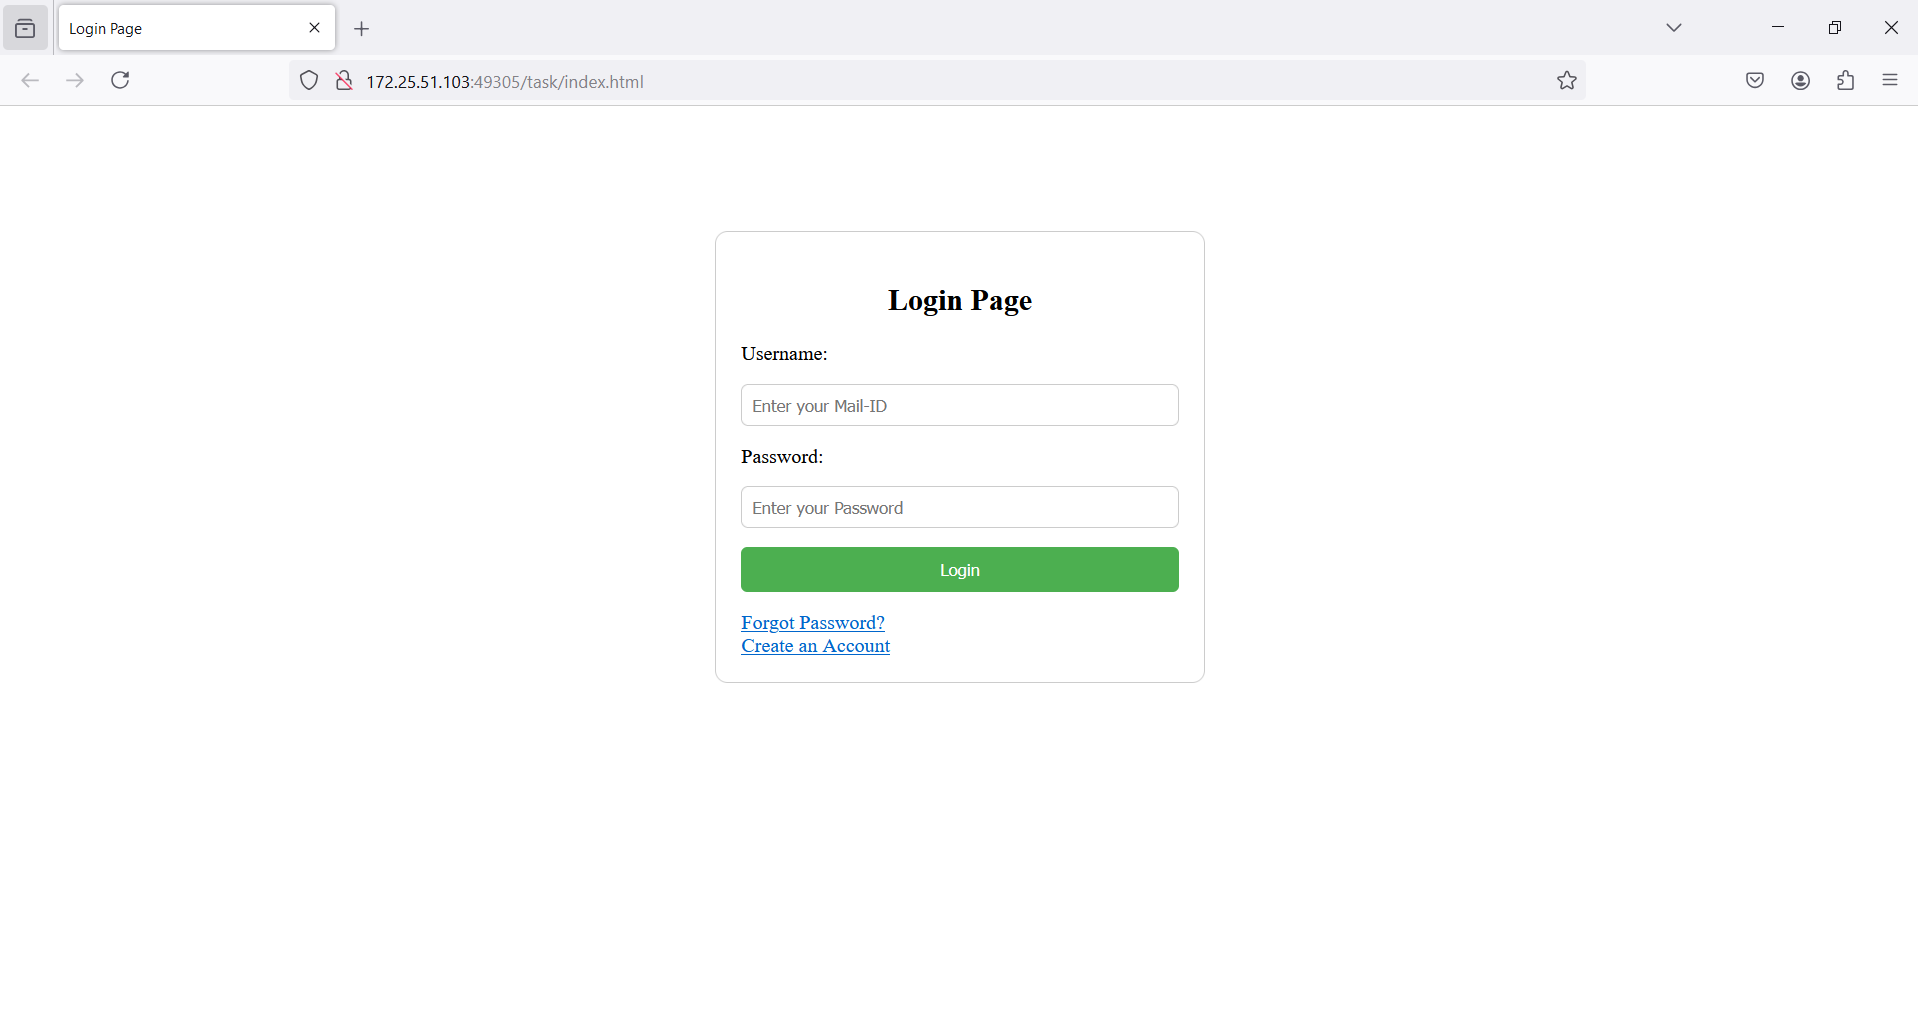 Login Page
172.25.51.103:49305/task/index.html
Login Page
Username:
Enter your Mail-ID
Password:
Enter your Password
Login
Forgot Password?
Create an Account